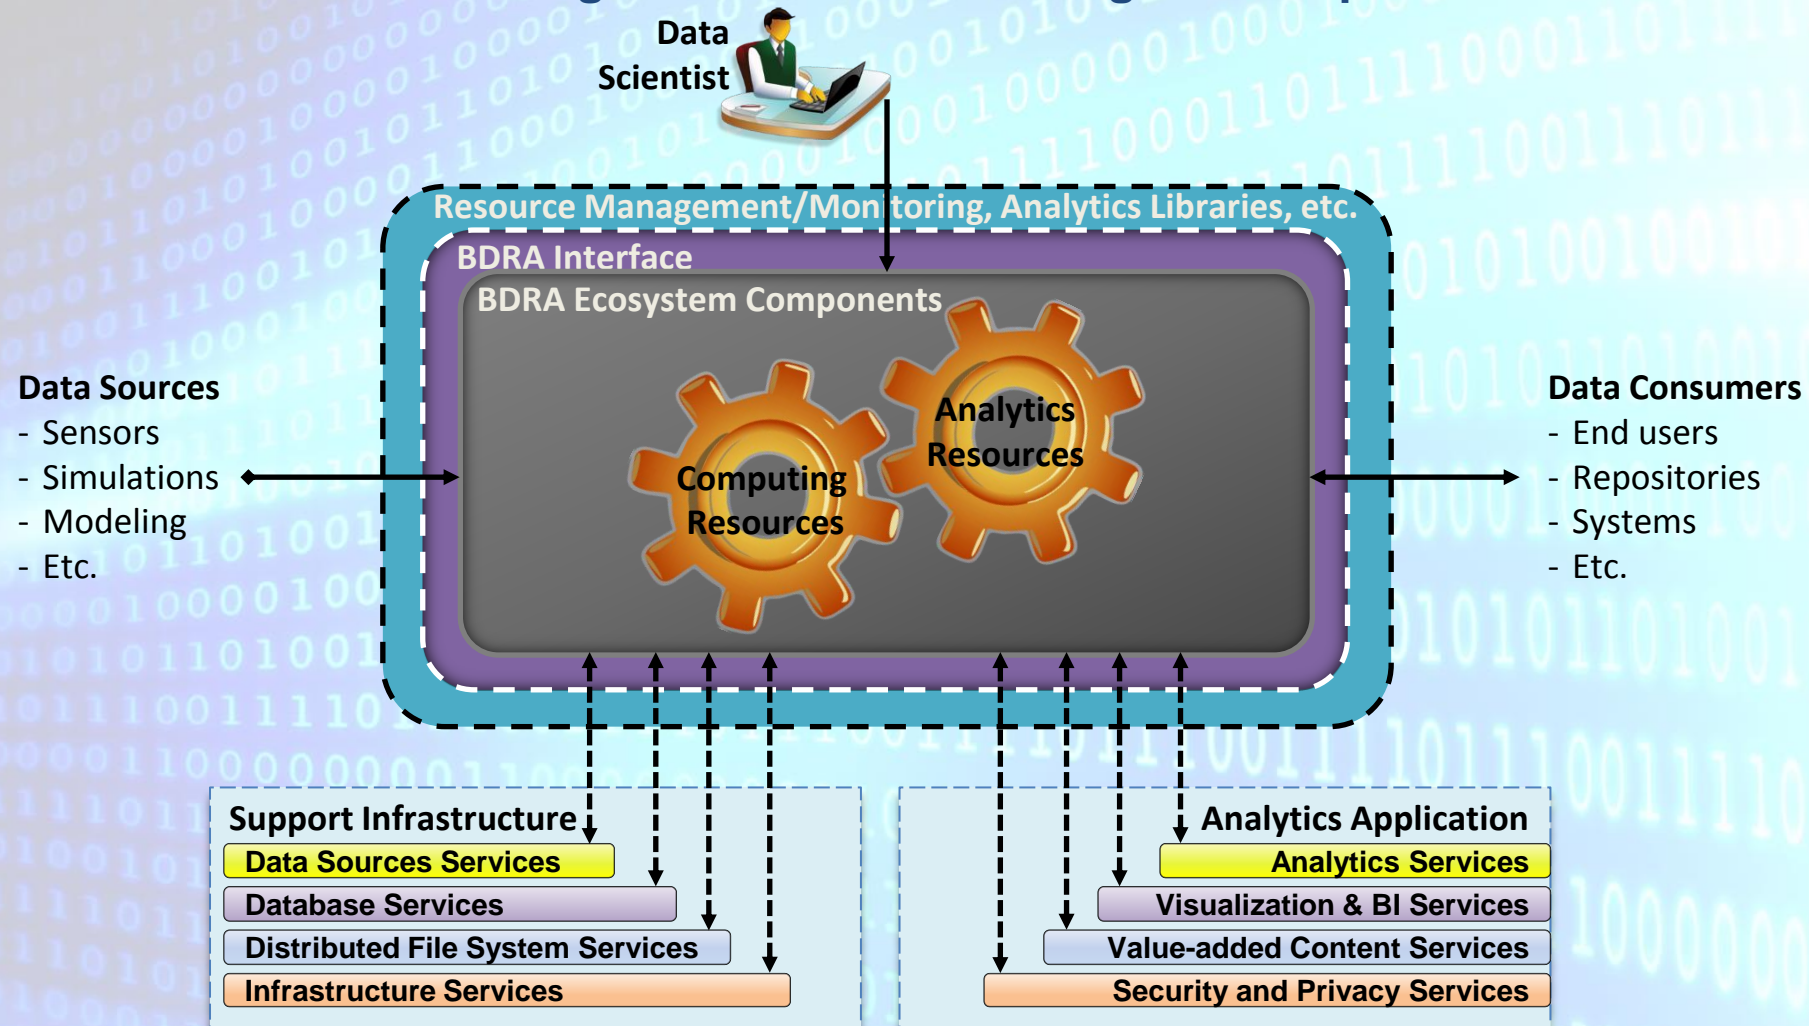 Data
Scientist
Resource Management/Monitoring, Analytics Libraries, etc.
BDRA Interface
BDRA Ecosystem Components
Data Sources
- Sensors
- Simulations
- Modeling
- Etc.
Computing
Resources
Analytics
Resources
Data Consumers
- End users
- Repositories
- Systems
- Etc.
Support Infrastructure
Data Sources Services
Database Services
Distributed File System Services
Infrastructure Services
Analytics Application
Analytics Services
Visualization & BI Services
Value-added Content Services
Security and Privacy Services